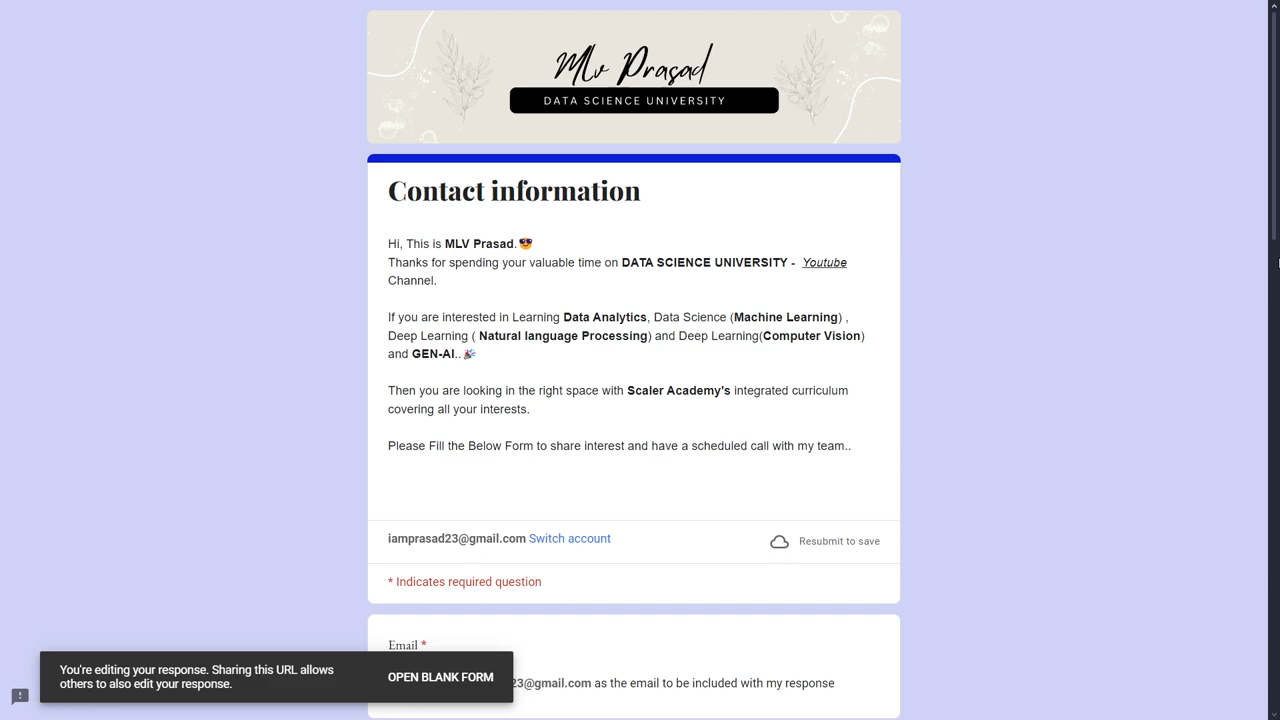 Mlv Prasad
DATA SCIENCE UNIVERSITY
Contact information
Hi, This is MLV Prasad.😎
Thanks for spending your valuable time on DATA SCIENCE UNIVERSITY - Youtube
Channel.
If you are interested in Learning Data Analytics, Data Science (Machine Learning) ,
Deep Learning ( Natural language Processing) and Deep Learning(Computer Vision)
and GEN-AI..🎉
Then you are looking in the right space with Scaler Academy's integrated curriculum
covering all your interests.
Please Fill the Below Form to share interest and have a scheduled call with my team..
iamprasad23@gmail.com Switch account
Resubmit to save
* Indicates required question
Email *
23@gmail.com as the email to be included with my response
You're editing your response. Sharing this URL allows
others to also edit your response.
OPEN BLANK FORM